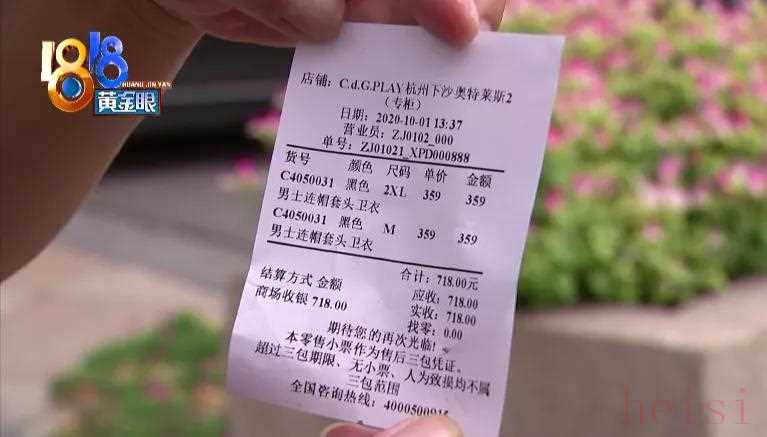 1818
HUANG JIN YAN
黄金眼
店铺：C.d.G.PLAY杭州下沙奥特莱斯2
（专柜）
日期：2020-10-01 13:37
营业员：ZJ0102_000
单号：ZJ01021_XPD000888
货号 颜色 尺码 单价 金额
C4050031 黑色 2XL 359 359
男士连帽套头卫衣
C4050031 黑色 M 359 359
男士连帽套头卫衣
合计：718.00元
结算方式 金额 应收：718.00
商场收银 718.00 实收：718.00
找零：0.00
期待您的再次光临！
本零售小票作为售后三包凭证。
超过三包期限、无小票、人为致损均不属
三包范围
全国咨询热线：4000500915
heisi